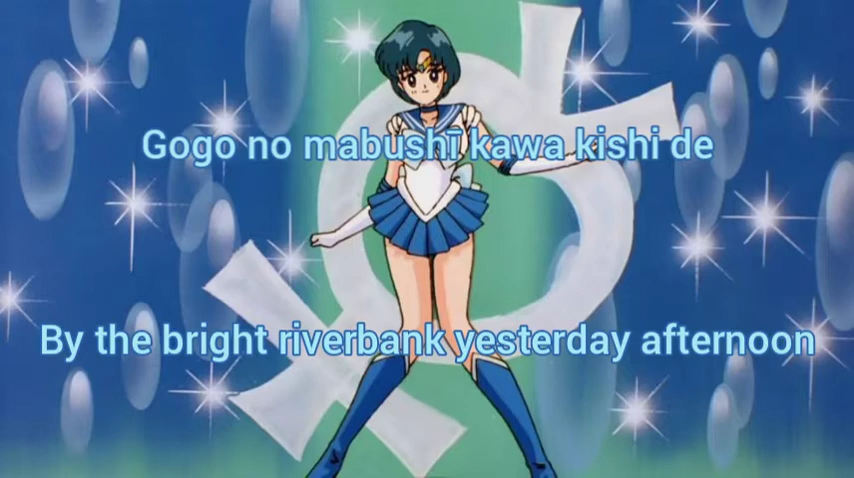 Gogo no mabushī kawa kishi de
By the bright riverbank yesterday afternoon